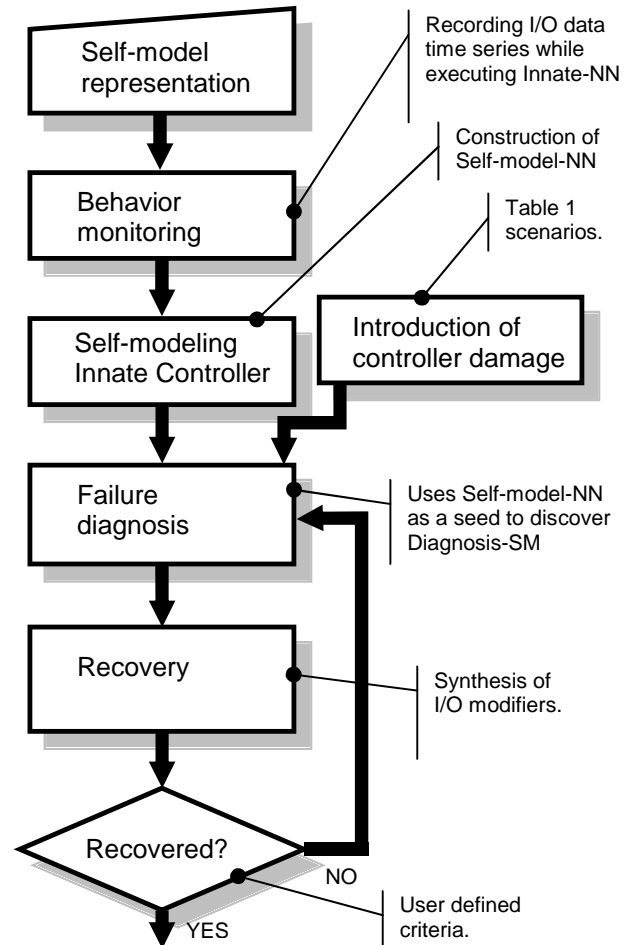 Self-model
representation
Recording I/O data
time series while
executing Innate-NN
Construction of
Self-model-NN
Behavior
monitoring
Table 1
scenarios.
Self-modeling
Innate Controller
Introduction of
controller damage
Failure
diagnosis
Uses Self-model-NN
as a seed to discover
Diagnosis-SM
Recovery
Synthesis of
I/O modifiers.
Recovered?
NO
User defined
criteria.
YES